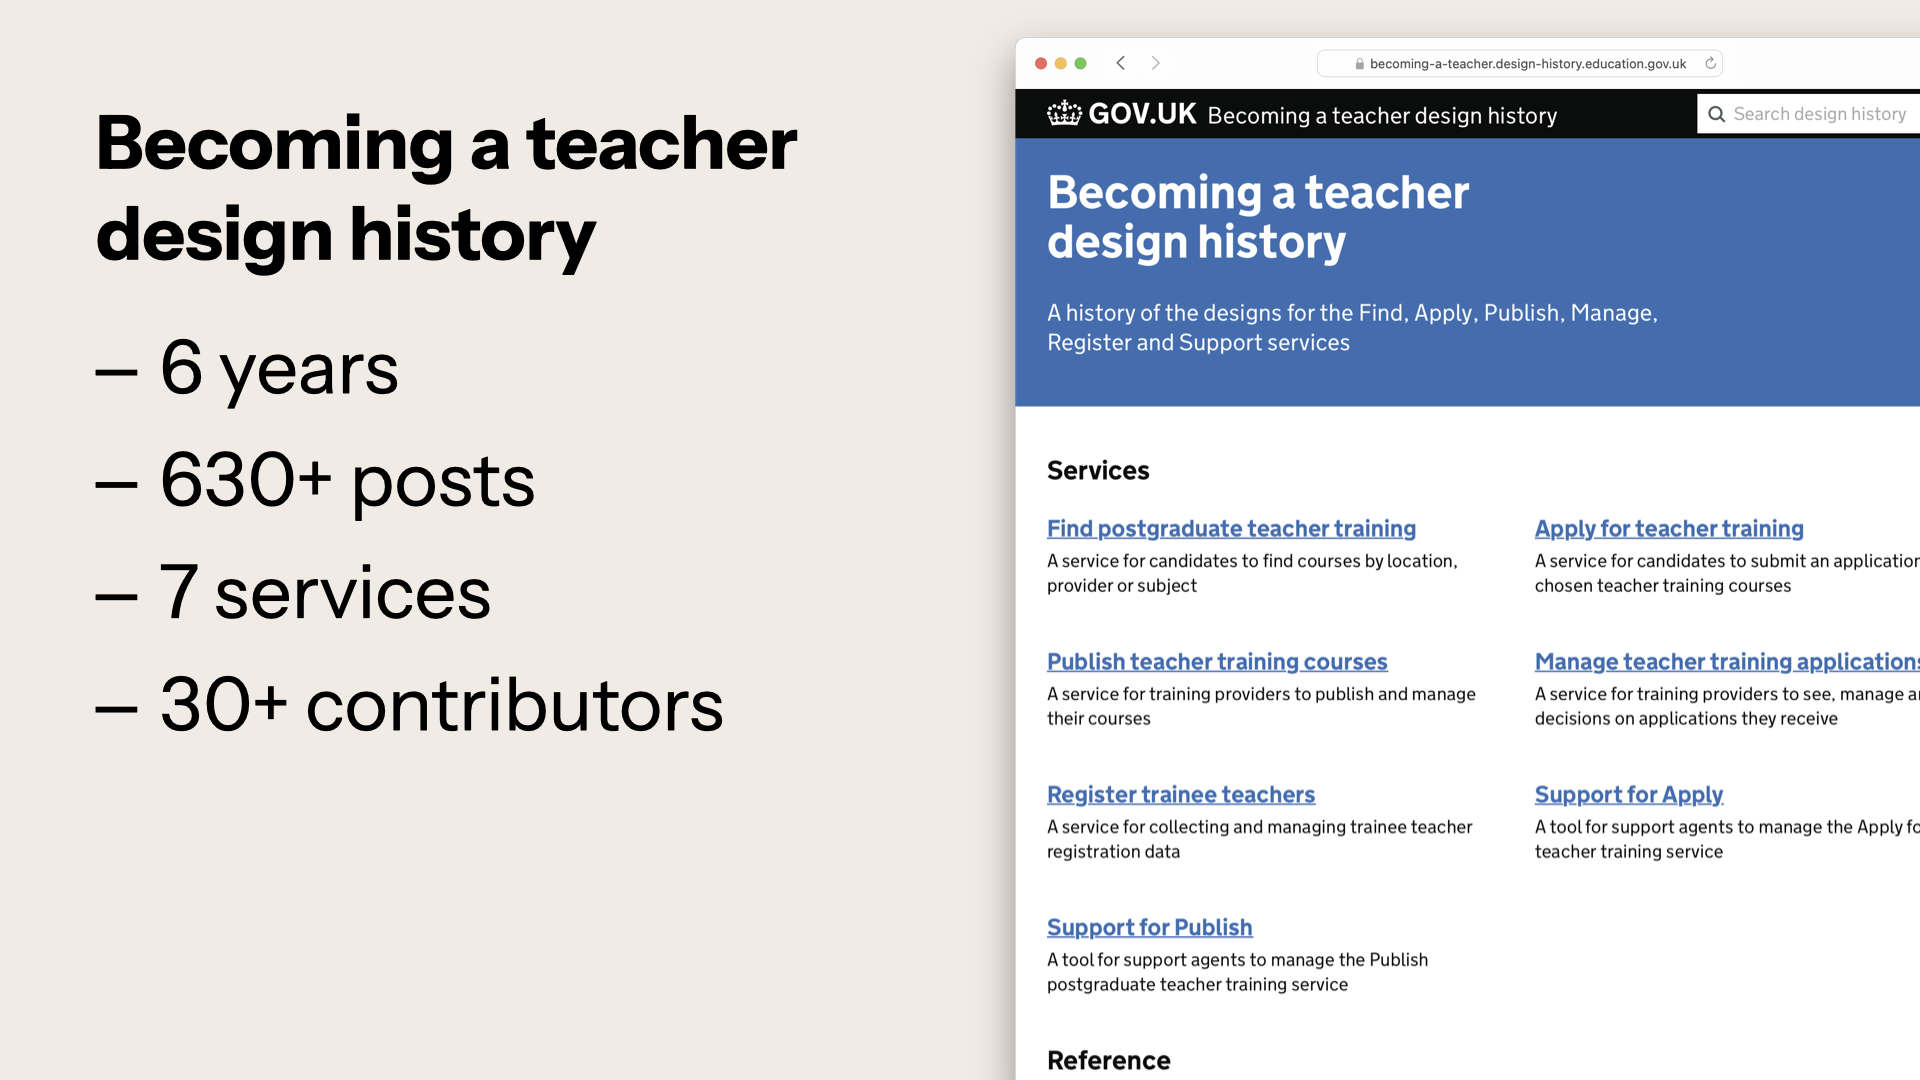 Becoming a teacher
design history
– 6 years
– 630+ posts
– 7 services
– 30+ contributors
becoming-a-teacher.design-history.education.gov.uk
GOV.UK Becoming a teacher design history
Search design history
Becoming a teacher
design history
A history of the designs for the Find, Apply, Publish, Manage,
Register and Support services
Services
Find postgraduate teacher training
A service for candidates to find courses by location,
provider or subject
Apply for teacher training
A service for candidates to submit an application
chosen teacher training courses
Publish teacher training courses
A service for training providers to publish and manage
their courses
Manage teacher training applications
A service for training providers to see, manage
decisions on applications they receive
Register trainee teachers
A service for collecting and managing trainee teacher
registration data
Support for Apply
A tool for support agents to manage the Apply
teacher training service
Support for Publish
A tool for support agents to manage the Publish
postgraduate teacher training service
Reference